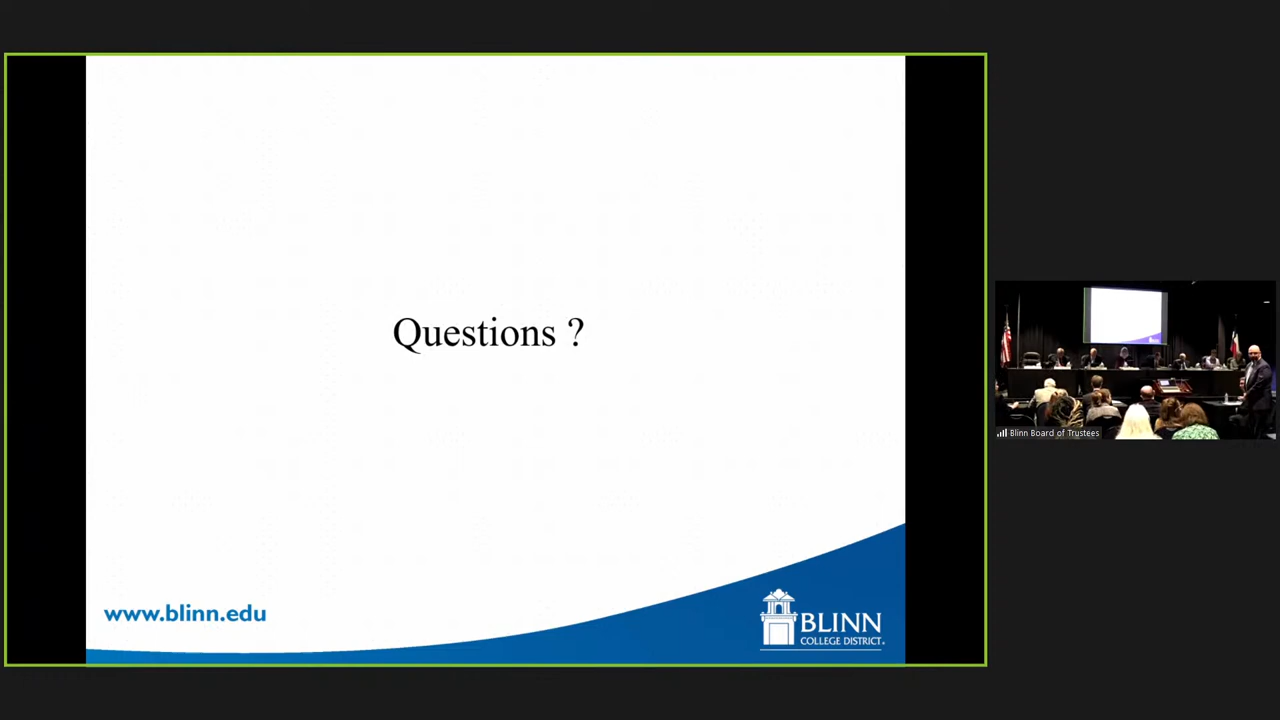 Questions ?
www.blinn.edu
BLINN
COLLEGE DISTRICT®
Blinn Board of Trustees